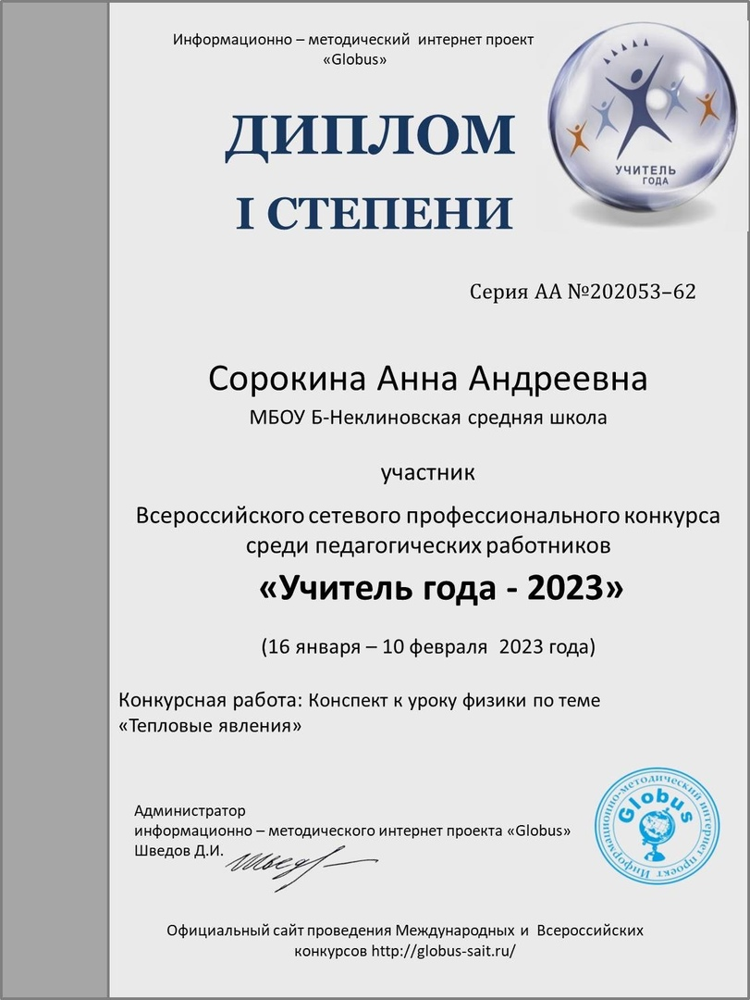 Информационно – методический интернет проект
«Globus»
УЧИТЕЛЬ
ГОДА
ДИПЛОМ
I СТЕПЕНИ
Серия АА №202053–62
Сорокина Анна Андреевна
МБОУ Б-Неклиновская средняя школа
участник
Всероссийского сетевого профессионального конкурса
среди педагогических работников
«Учитель года - 2023»
(16 января – 10 февраля 2023 года)
Конкурсная работа: Конспект к уроку физики по теме
«Тепловые явления»
Администратор
информационно – методического интернет проекта «Globus»
Шведов Д.И.
Шведов
Информационно-методический интернет проект
Globus
Официальный сайт проведения Международных и Всероссийских
конкурсов http://globus-sait.ru/